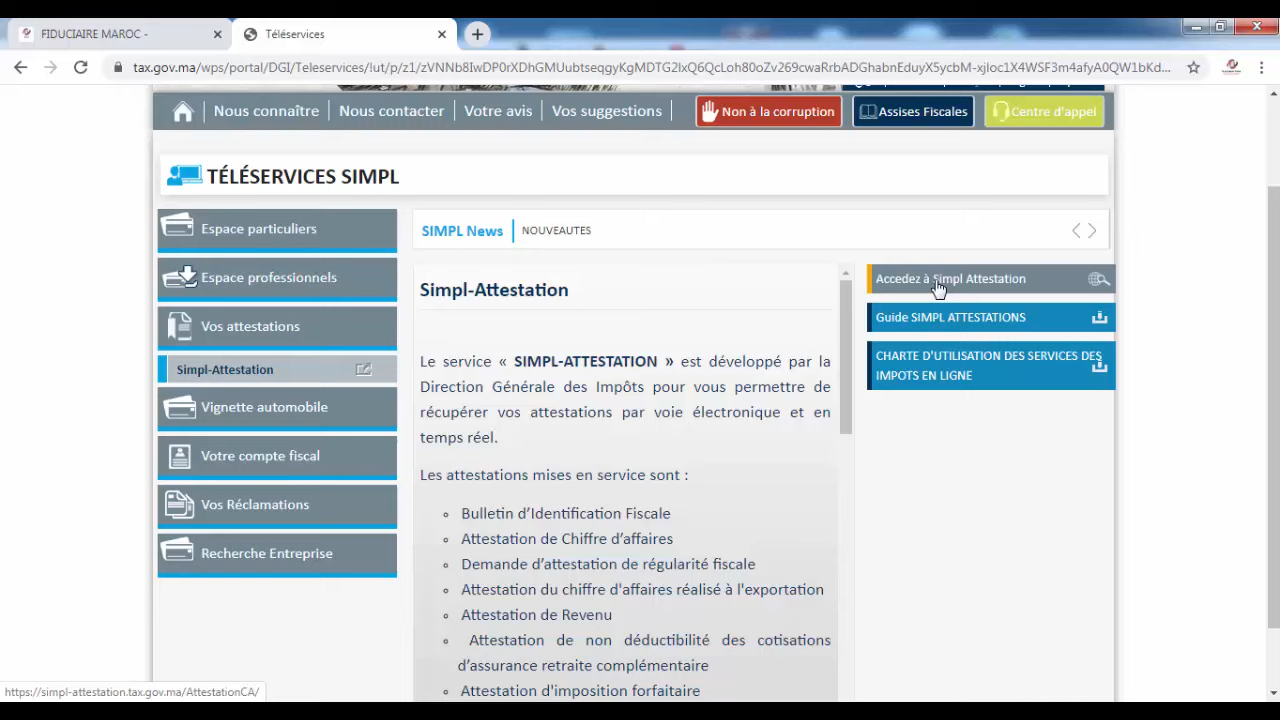 FIDUCIAIRE MAROC -
Téléservices
tax.gov.ma/wps/portal/DGI/Teleservices/!ut/p/z1/
Nous connaître
Nous contacter
Votre avis
Vos suggestions
Non à la corruption
Assises Fiscales
Centre d'appel
TÉLÉSERVICES SIMPL
Espace particuliers
Espace professionnels
Vos attestations
Simpl-Attestation
Vignette automobile
Votre compte fiscal
Vos Réclamations
Recherche Entreprise
SIMPL News
NOUVEAUTES
Simpl-Attestation
Le service « SIMPL-ATTESTATION » est développé par la
Direction Générale des Impôts pour vous permettre de
récupérer vos attestations par voie électronique et en
temps réel.
Les attestations mises en service sont :
Bulletin d'Identification Fiscale
Attestation de Chiffre d'affaires
Demande d'attestation de régularité fiscale
Attestation du chiffre d'affaires réalisé à l'exportation
Attestation de Revenu
Attestation de non déductibilité des cotisations
d'assurance retraite complémentaire
Attestation d'imposition forfaitaire
Accedez à Simpl Attestation
Guide SIMPL ATTESTATIONS
CHARTE D'UTILISATION DES SERVICES DES
IMPOTS EN LIGNE
https://simpl-attestation.tax.gov.ma/AttestationCA/